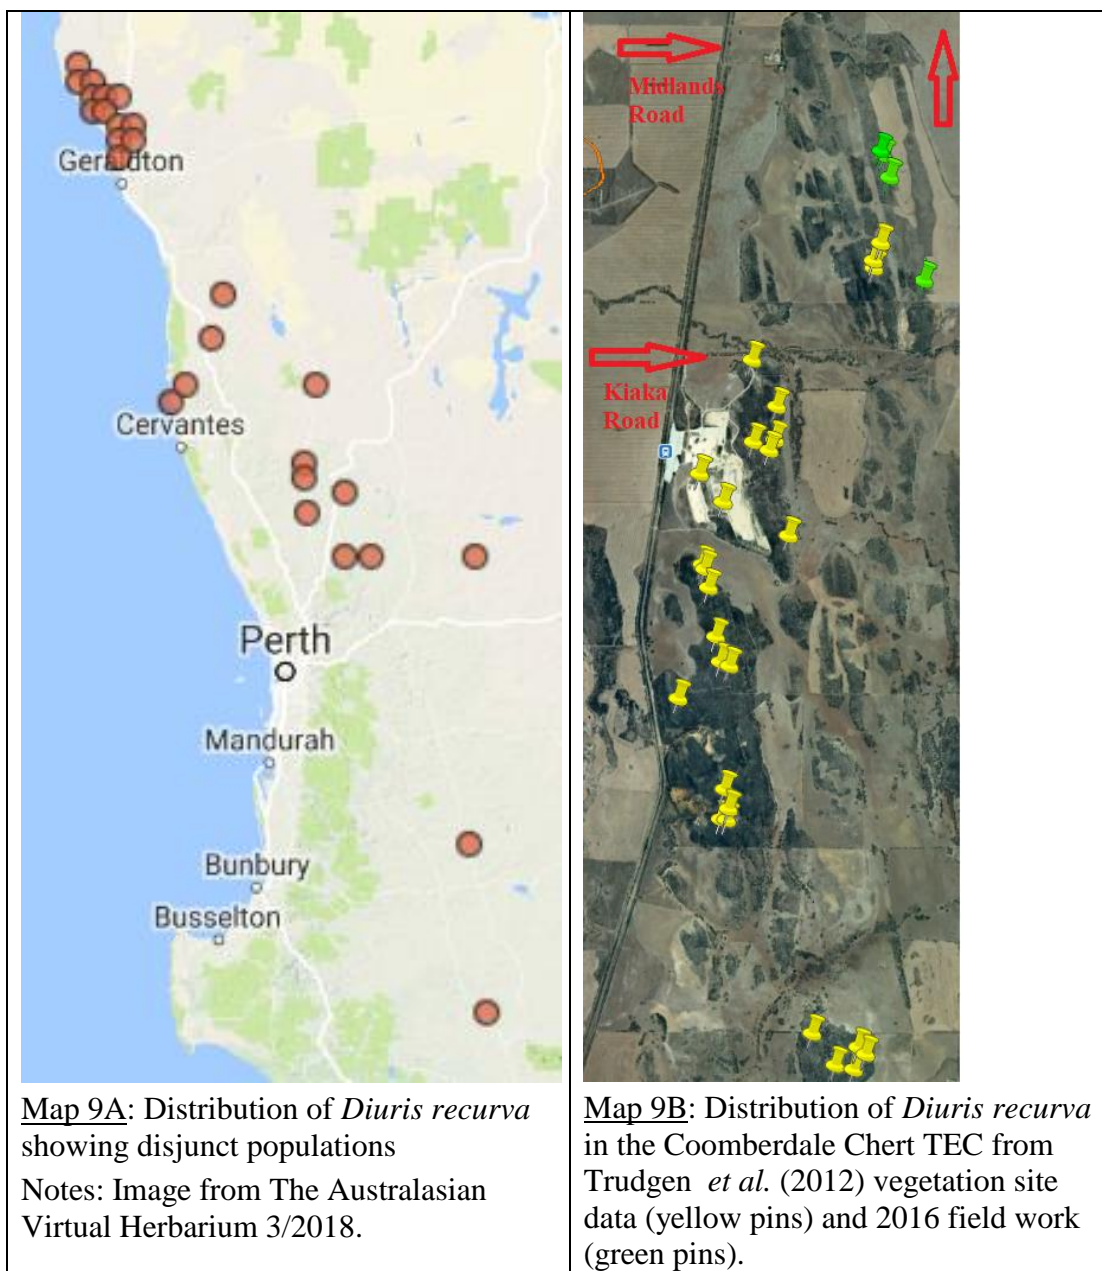 Geraldton
Cervantes
Perth
Mandurah
Bunbury
Busselton
Map 9A: Distribution of Diuris recurva
showing disjunct populations
Notes: Image from The Australasian
Virtual Herbarium 3/2018.
Midlands
Road
Kiaka
Road
Map 9B: Distribution of Diuris recurva
in the Coomberdale Chert TEC from
Trudgen et al. (2012) vegetation site
data (yellow pins) and 2016 field work
(green pins).